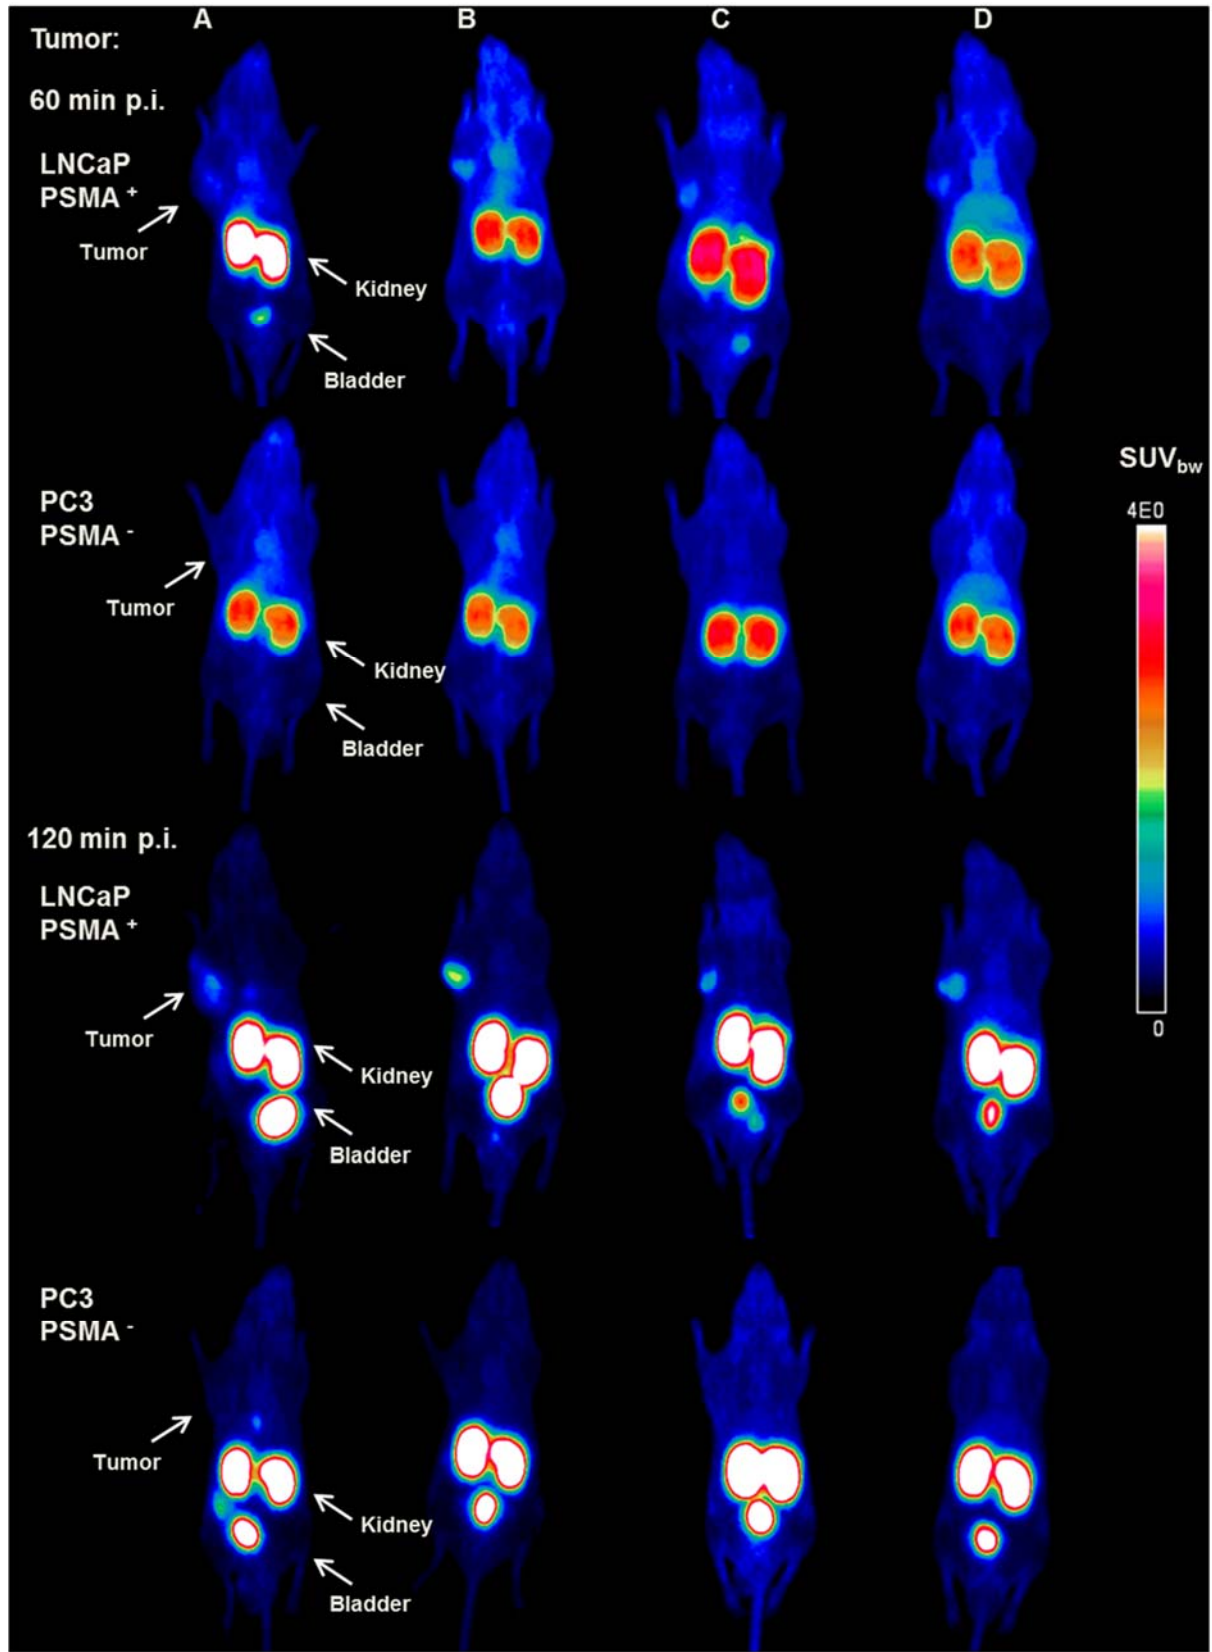 A B C D
Tumor:
60 min p.i.
LNCaP
PSMA +
Tumor
Kidney
Bladder
PC3
PSMA -
Tumor
Kidney
Bladder
SUVbw
4E0
0
120 min p.i.
LNCaP
PSMA +
Tumor
Kidney
Bladder
PC3
PSMA -
Tumor
Kidney
Bladder